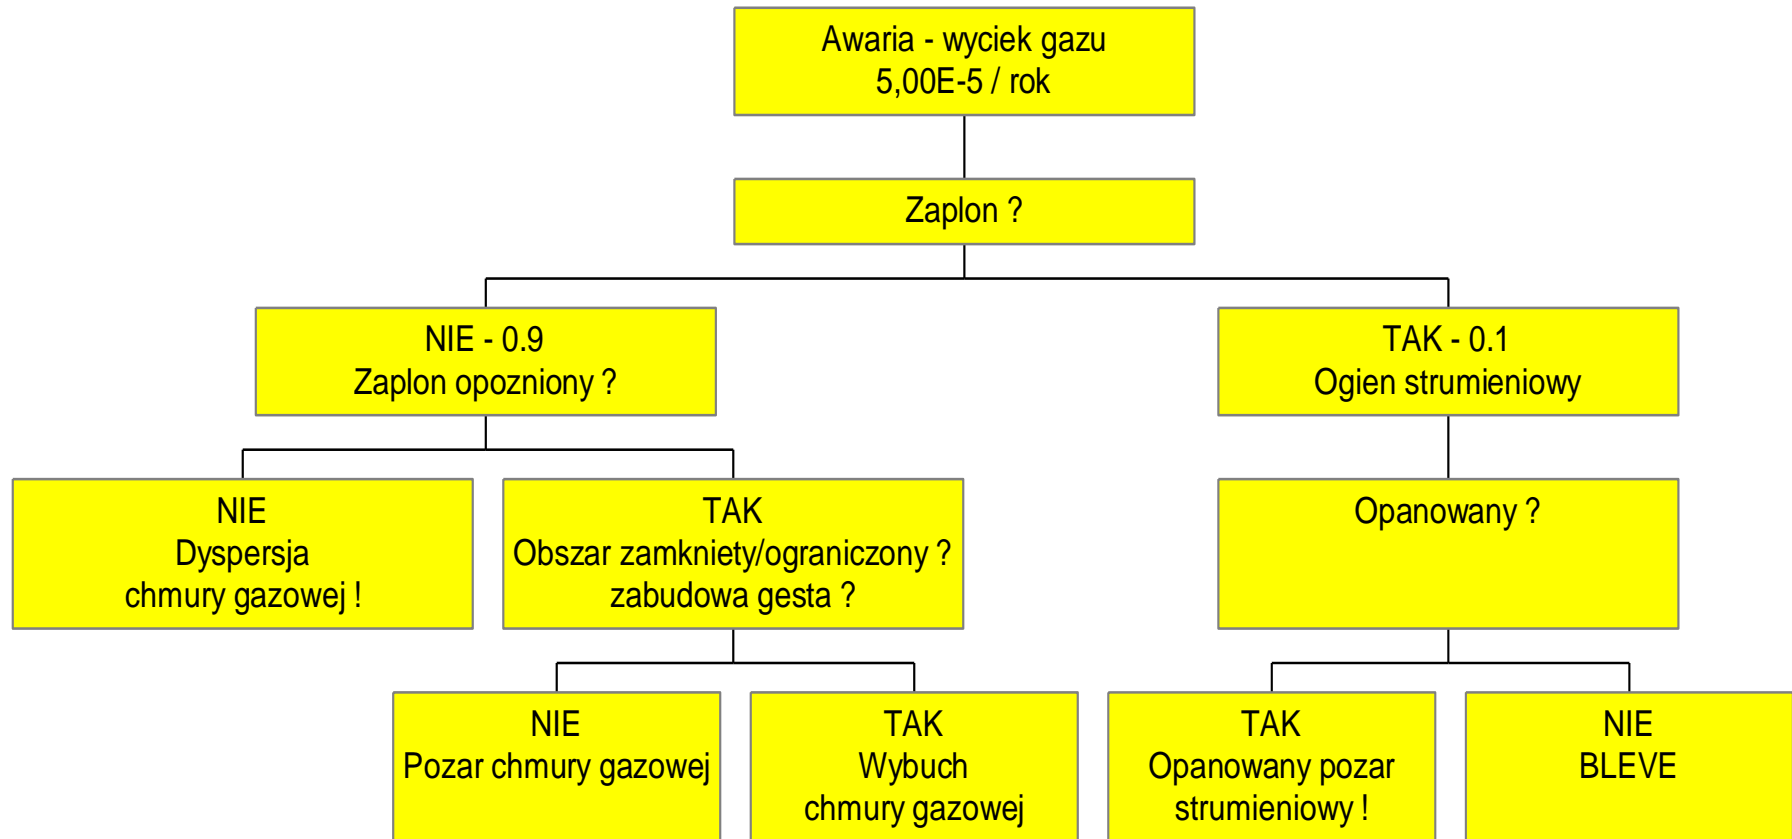 Awaria - wyciek gazu
5,00E-5 / rok
Zaplon ?
NIE - 0.9
Zaplon opozniony ?
TAK - 0.1
Ogien strumieniowy
NIE
Dyspersja
chmury gazowej !
TAK
Obszar zamkniety/ograniczony ?
zabudowa gesta ?
Opanowany ?
NIE
Pozar chmury gazowej
TAK
Wybuch
chmury gazowej
TAK
Opanowany pozar
strumieniowy !
NIE
BLEVE